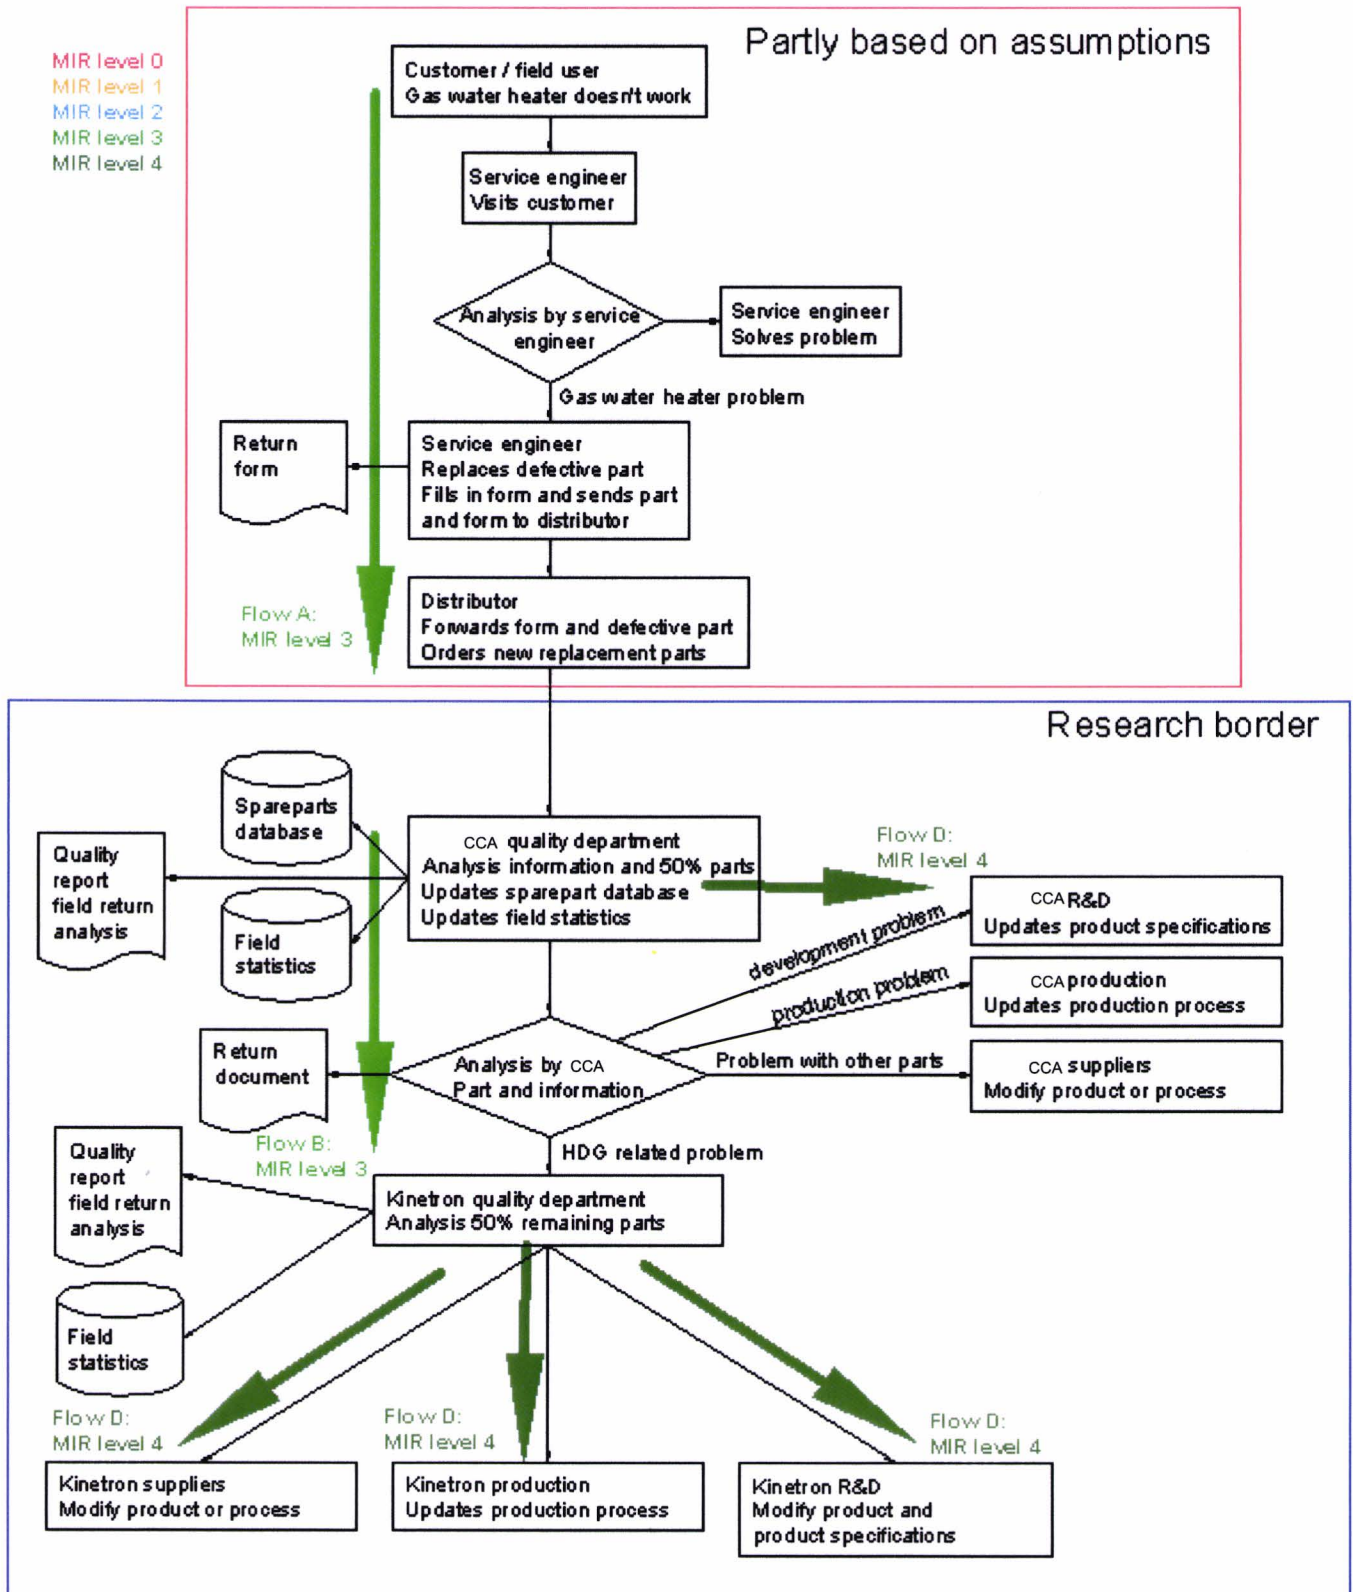 Partly based on assumptions
MIR level 0
MIR level 1
MIR level 2
MIR level 3
MIR level 4
Customer / field user
Gas water heater doesn't work
Service engineer
Visits customer
Analysis by service
engineer
Service engineer
Solves problem
Gas water heater problem
Return
form
Service engineer
Replaces defective part
Fills in form and sends part
and form to distributor
Flow A:
MIR level 3
Distributor
Forwards form and defective part
Orders new replacement parts
Research border
Spareparts
database
Quality
report
field return
analysis
Field
statistics
CCA quality department
Analysis information and 50% parts
Updates sparepart database
Updates field statistics
Flow D:
MIR level 4
development problem
CCA R&D
Updates product specifications
production problem
CCA production
Updates production process
Return
document
Analysis by CCA
Part and information
Problem with other parts
CCA suppliers
Modify product or process
Flow B:
MIR level 3
HDG related problem
Quality
report
field return
analysis
Kinetron quality department
Analysis 50% remaining parts
Field
statistics
Flow D:
MIR level 4
Flow D:
MIR level 4
Flow D:
MIR level 4
Kinetron suppliers
Modify product or process
Kinetron production
Updates production process
Kinetron R&D
Modify product and
product specifications